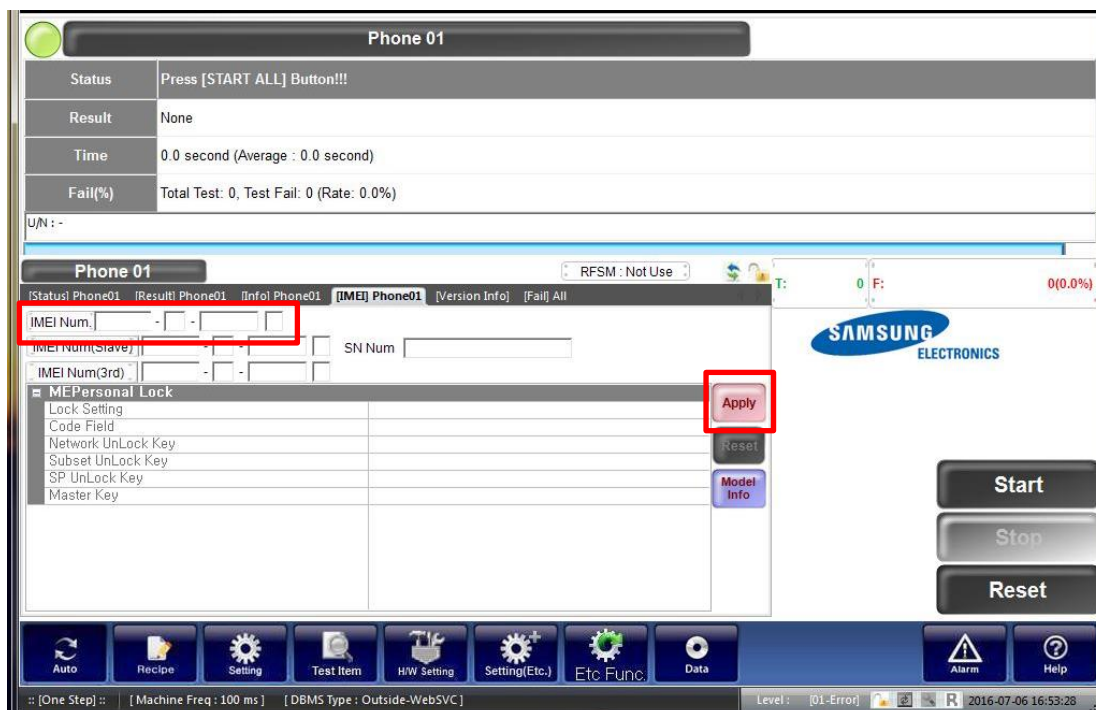 Phone 01
Status Press [START ALL] Button!!!
Result None
Time 0.0 second (Average : 0.0 second)
Fail(%) Total Test: 0, Test Fail: 0 (Rate: 0.0%)
U/N : -
Phone 01 RFSM : Not Use
T: 0 F: 0(0.0%)
[Status] Phone01 [Result] Phone01 [Info] Phone01 [IMEI] Phone01 [Version Info] [Fail] All
IMEI Num. - -
IMEI Num(Slave) - - SN Num
IMEI Num(3rd) - -
SAMSUNG
ELECTRONICS
MEPersonal Lock
Lock Setting
Code Field
Network UnLock Key
Subset UnLock Key
SP UnLock Key
Master Key
Apply
Reset
Model
Info
Start
Stop
Reset
Auto Recipe Setting Test Item H/W Setting Setting(Etc.) Etc Func. Data Alarm Help
:: [One Step] :: [ Machine Freq : 100 ms ] [ DBMS Type : Outside-WebSVC ] Level : [01-Error] R 2016-07-06 16:53:28